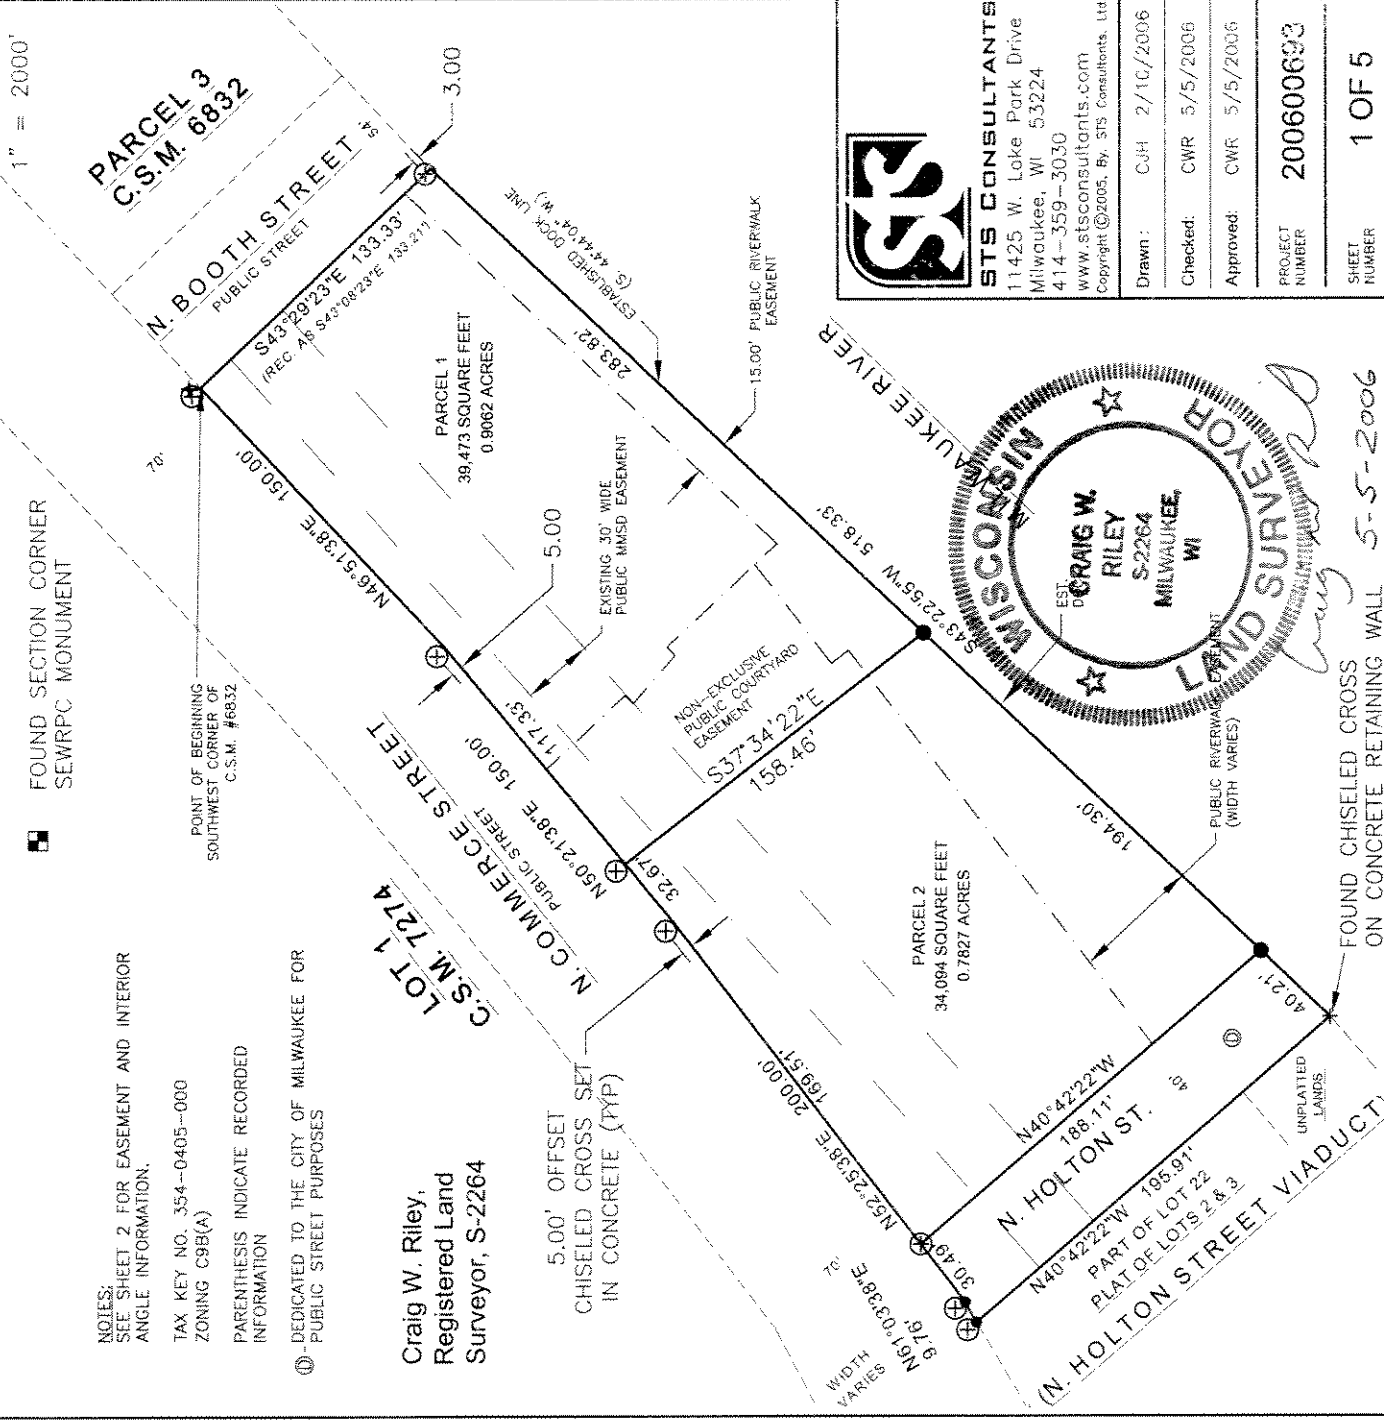 1" = 2000'
FOUND SECTION CORNER
SEWRPC MONUMENT
PARCEL 3
C.S.M. 6832
N. BOOTH STREET
PUBLIC STREET
54'
3.00
S43°29'23"E 133.33'
(REC. AS S43°08'23"E 133.21')
70'
POINT OF BEGINNING
SOUTHWEST CORNER OF
C.S.M. #6832
NOTES:
SEE SHEET 2 FOR EASEMENT AND INTERIOR
ANGLE INFORMATION.
TAX KEY NO. 354-0405-000
ZONING C9B(A)
PARENTHESIS INDICATE RECORDED
INFORMATION
D - DEDICATED TO THE CITY OF MILWAUKEE FOR
PUBLIC STREET PURPOSES
Craig W. Riley,
Registered Land
Surveyor, S-2264
LOT 1
C.S.M. 7274
N. COMMERCE STREET
PUBLIC STREET
N46°51'38"E
150.00'
5.00
N50°21'38"E 150.00'
117.33'
32.67'
5.00' OFFSET
CHISELED CROSS SET
IN CONCRETE (TYP)
N52°25'38"E
200.00'
169.51'
30.49'
70'
N61°03'38"E
9.76'
WIDTH
VARIES
PARCEL 1
39,473 SQUARE FEET
0.9062 ACRES
EXISTING 30' WIDE
PUBLIC MMSD EASEMENT
ESTABLISHED DOCK LINE
(S. 44°44'04" W.)
283.82'
15.00' PUBLIC RIVERWALK
EASEMENT
MILWAUKEE RIVER
S43°22'55"W 518.33'
NON-EXCLUSIVE
PUBLIC COURTYARD
EASEMENT
S37°34'22"E
158.46'
PARCEL 2
34,094 SQUARE FEET
0.7827 ACRES
194.30'
EST.
PUBLIC RIVERWALK EASEMENT
(WIDTH VARIES)
N40°42'22"W
188.11'
N. HOLTON ST.
40'
D
40.21'
N40°42'22"W 195.91'
PART OF LOT 22
PLAT OF LOTS 2 & 3
(N. HOLTON STREET VIADUCT)
UNPLATTED
LANDS
FOUND CHISELED CROSS
ON CONCRETE RETAINING WALL
WISCONSIN
CRAIG W.
RILEY
S-2264
MILWAUKEE,
WI
LAND SURVEYOR
5-5-2006
STS
STS CONSULTANTS
11425 W. Lake Park Drive
Milwaukee, WI 53224
414-359-3030
www.stsconsultants.com
Copyright ©2005, By: STS Consultants, Ltd
Drawn: CJH 2/10/2006
Checked: CWR 5/5/2006
Approved: CWR 5/5/2006
PROJECT
NUMBER 200600693
SHEET
NUMBER 1 OF 5